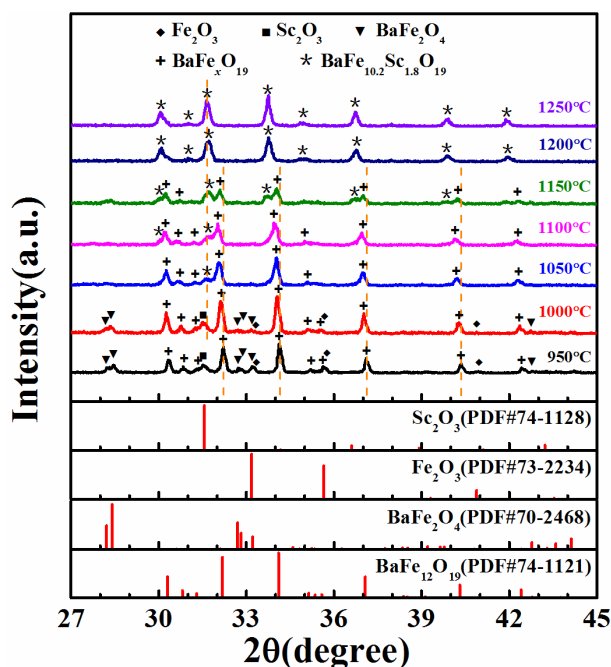 ◆ Fe₂O₃ ■ Sc₂O₃ ▼ BaFe₂O₄
+ BaFeₓO₁₉ * BaFe₁₀.₂Sc₁.₈O₁₉
1250°C
1200°C
1150°C
1100°C
1050°C
1000°C
950°C
Intensity(a.u.)
Sc₂O₃(PDF#74-1128)
Fe₂O₃(PDF#73-2234)
BaFe₂O₄(PDF#70-2468)
BaFe₁₂O₁₉(PDF#74-1121)
27 30 33 36 39 42 45
2θ(degree)